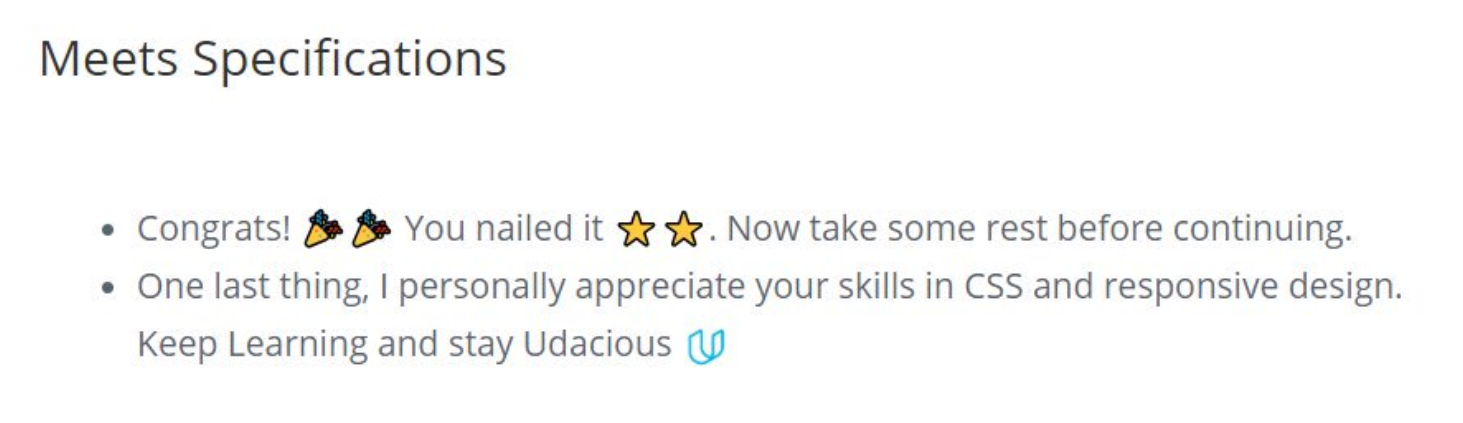 Meets Specifications
• Congrats! 🎉🎉 You nailed it ⭐⭐. Now take some rest before continuing.
• One last thing, I personally appreciate your skills in CSS and responsive design.
Keep Learning and stay Udacious